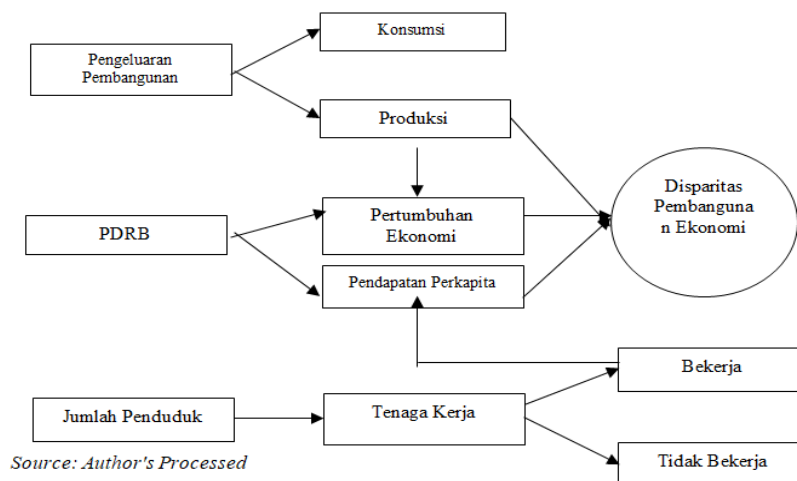 Konsumsi
Pengeluaran
Pembangunan
Produksi
Disparitas
Pembanguna
n Ekonomi
Pertumbuhan
Ekonomi
PDRB
Pendapatan Perkapita
Bekerja
Jumlah Penduduk
Tenaga Kerja
Tidak Bekerja
Source: Author's Processed